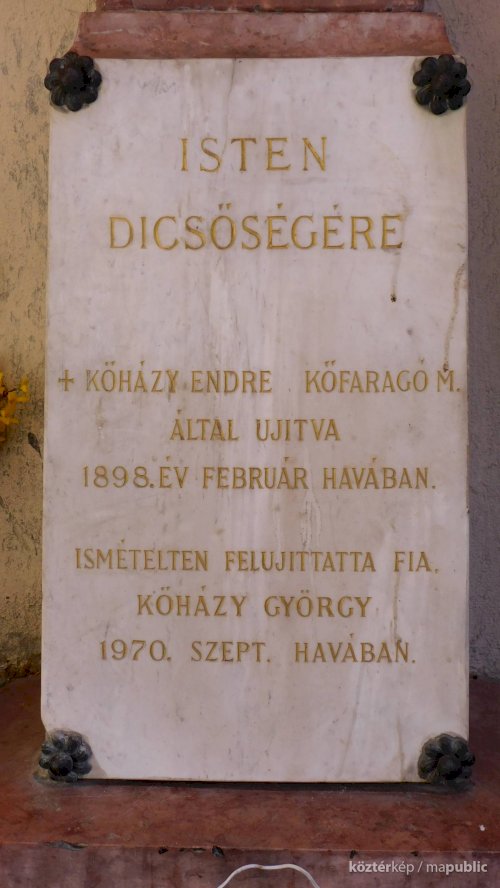 ISTEN
DICSŐSÉGÉRE
+ KŐHÁZY ENDRE KŐFARAGÓ M.
ÁLTAL UJITVA
1898. ÉV FEBRUÁR HAVÁBAN.
ISMÉTELTEN FELUJITTATTA FIA,
KŐHÁZY GYÖRGY
1970. SZEPT. HAVÁBAN.
köztérkép / mapublic